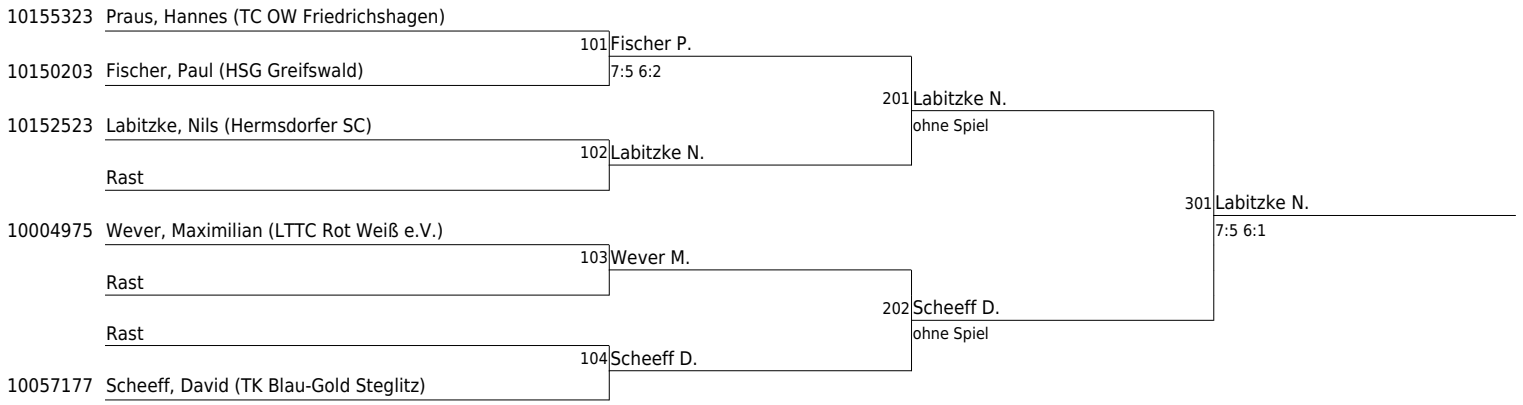 10155323 Praus, Hannes (TC OW Friedrichshagen)
101 Fischer P.
10150203 Fischer, Paul (HSG Greifswald)
7:5 6:2
201 Labitzke N.
10152523 Labitzke, Nils (Hermsdorfer SC)
ohne Spiel
102 Labitzke N.
Rast
301 Labitzke N.
10004975 Wever, Maximilian (LTTC Rot Weiß e.V.)
7:5 6:1
103 Wever M.
Rast
202 Scheeff D.
Rast
ohne Spiel
104 Scheeff D.
10057177 Scheeff, David (TK Blau-Gold Steglitz)